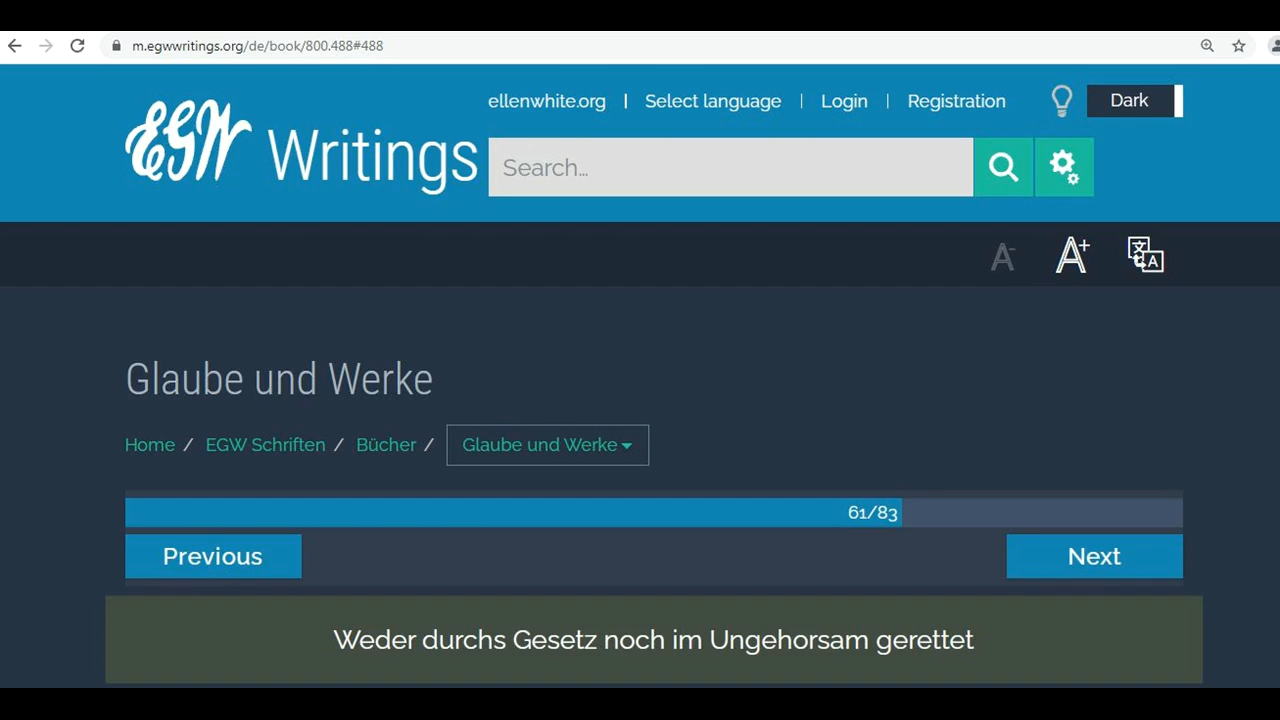 m.egwwritings.org/de/book/800.488#488
ellenwhite.org | Select language | Login | Registration
Dark
EGW Writings
Search...
A- A+ 文 A
Glaube und Werke
Home / EGW Schriften / Bücher / Glaube und Werke
61/83
Previous Next
Weder durchs Gesetz noch im Ungehorsam gerettet